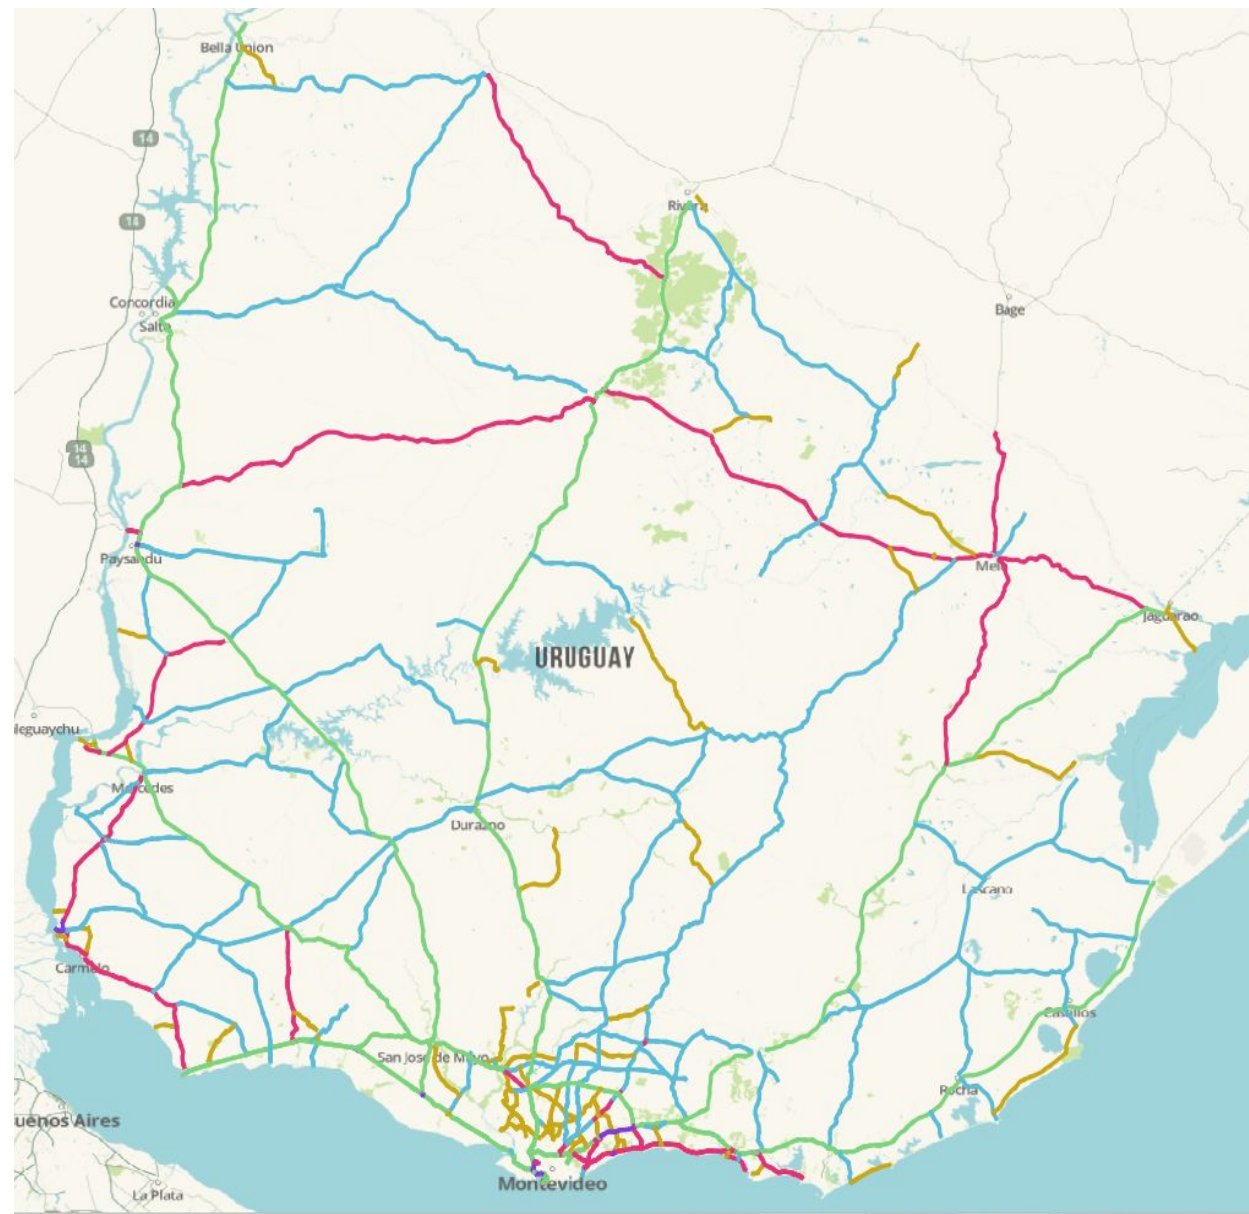 Bella Union
14
Rivera
14
Concordia
Salto
Bage
14
14
Paysandu
Melo
Jaguarao
URUGUAY
leguaychu
Mercedes
Durazno
Lascano
Carmelo
Castillos
San Jose de Mayo
Rocha
uenos Aires
Montevideo
La Plata